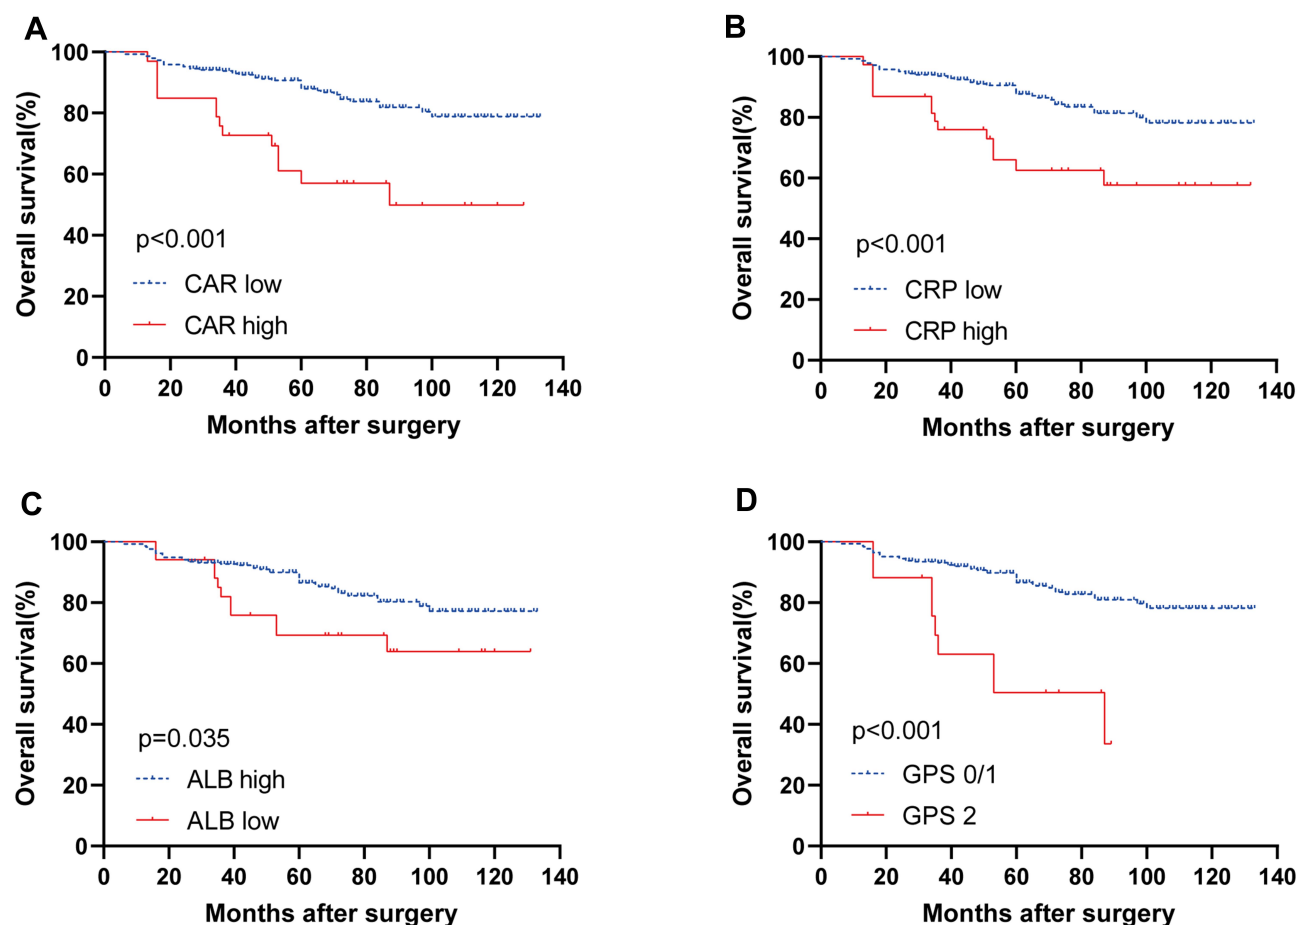 A
100
80
60
40
20
0
Overall survival(%)
p<0.001
CAR low
CAR high
0 20 40 60 80 100 120 140
Months after surgery
B
100
80
60
40
20
0
Overall survival(%)
p<0.001
CRP low
CRP high
0 20 40 60 80 100 120 140
Months after surgery
C
100
80
60
40
20
0
Overall survival(%)
p=0.035
ALB high
ALB low
0 20 40 60 80 100 120 140
Months after surgery
D
100
80
60
40
20
0
Overall survival(%)
p<0.001
GPS 0/1
GPS 2
0 20 40 60 80 100 120 140
Months after surgery